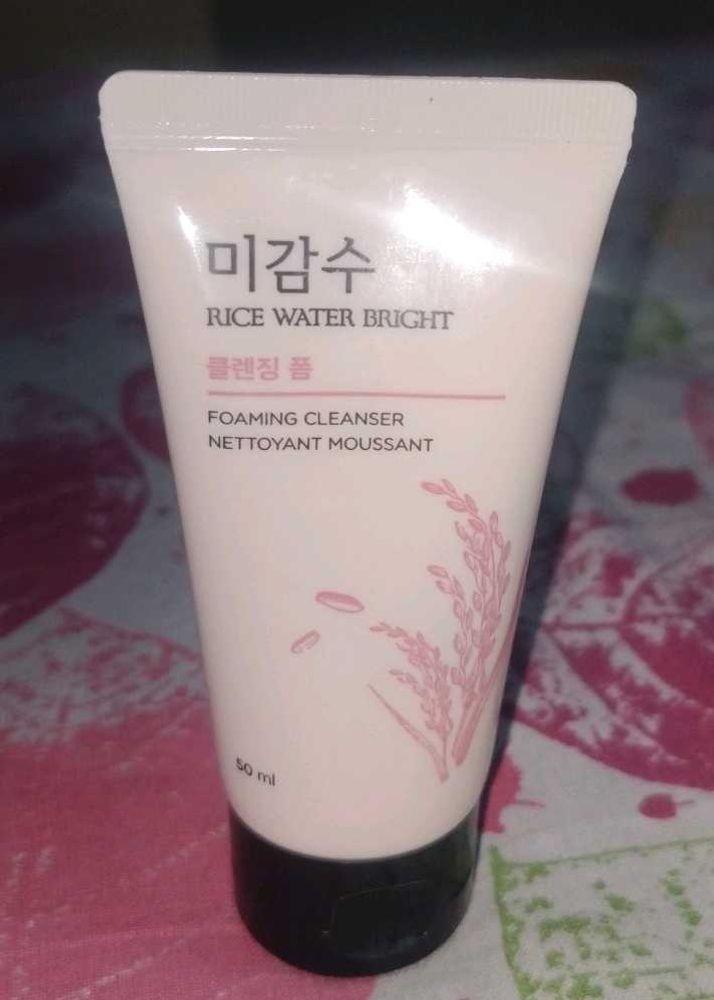 미감수
RICE WATER BRIGHT
클렌징 폼
FOAMING CLEANSER
NETTOYANT MOUSSANT
50 ml